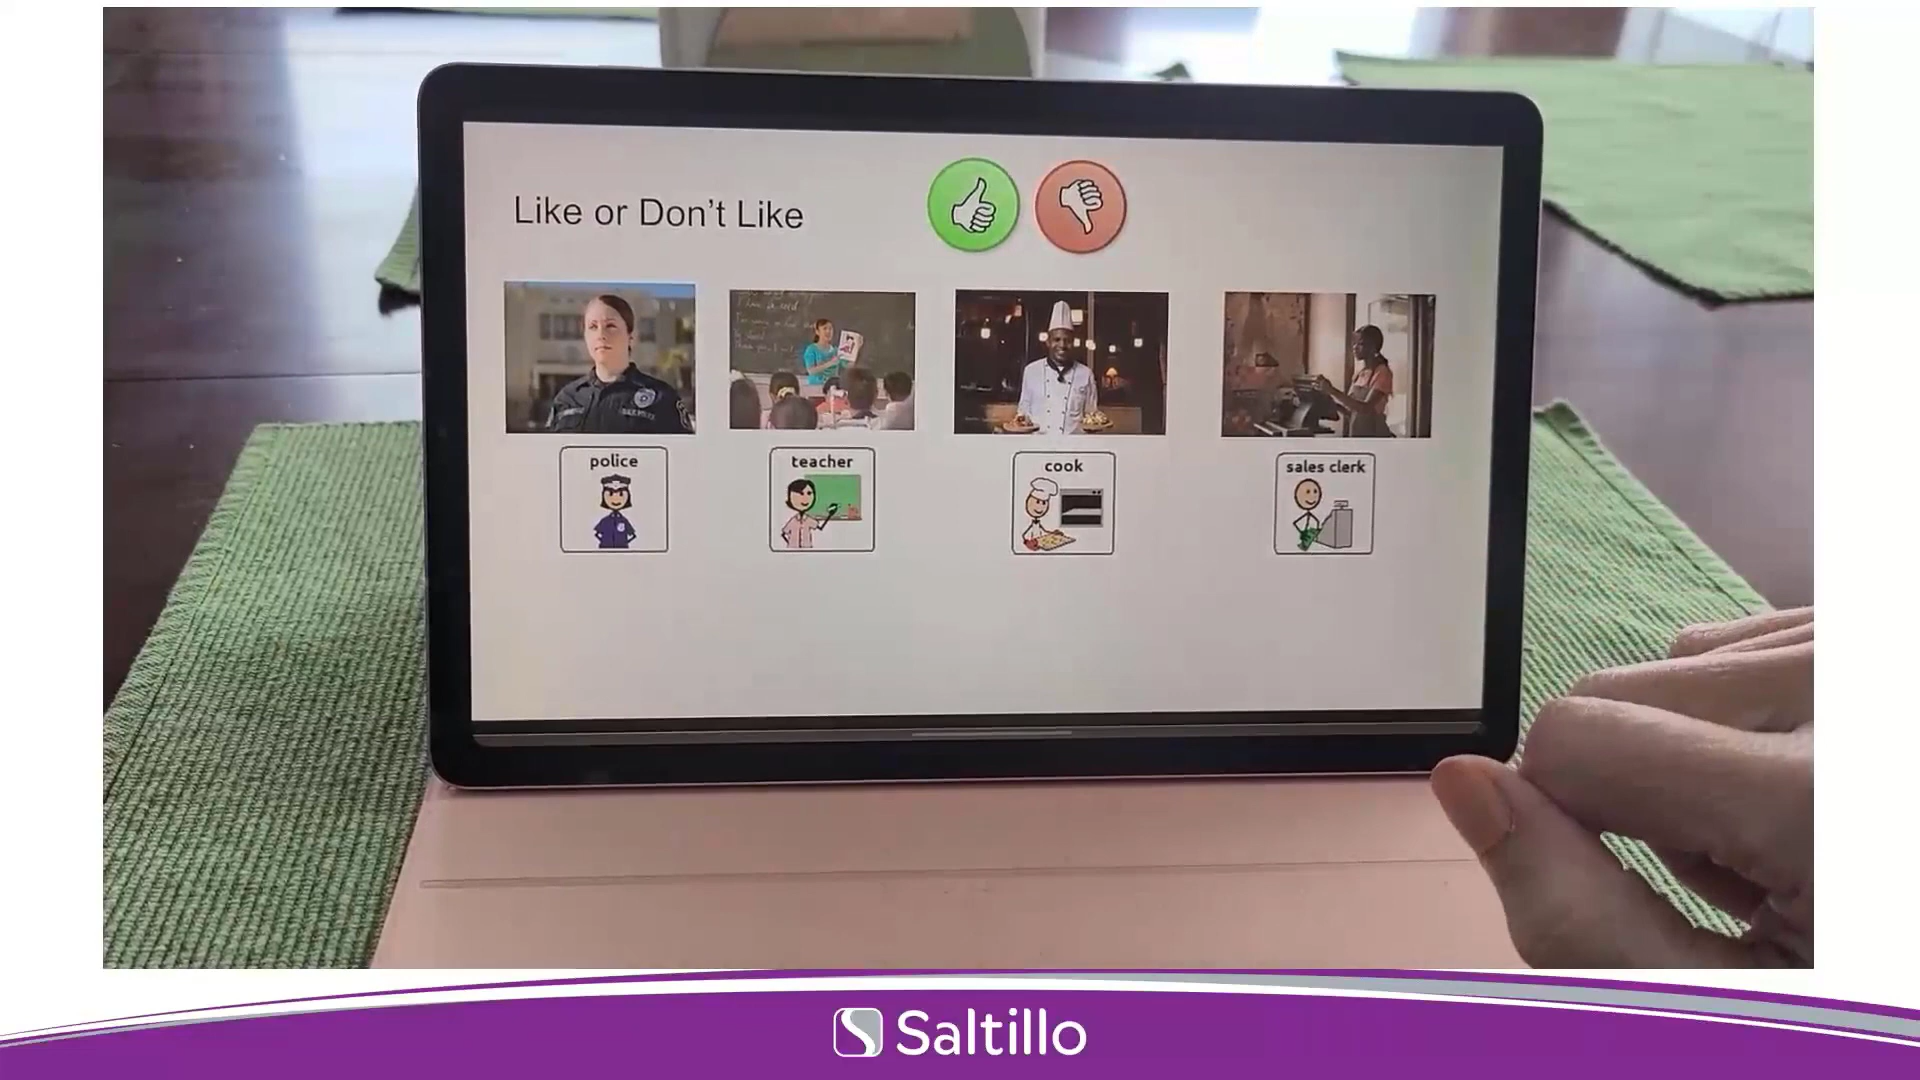 Like or Don't Like
police
teacher
cook
sales clerk
Saltillo